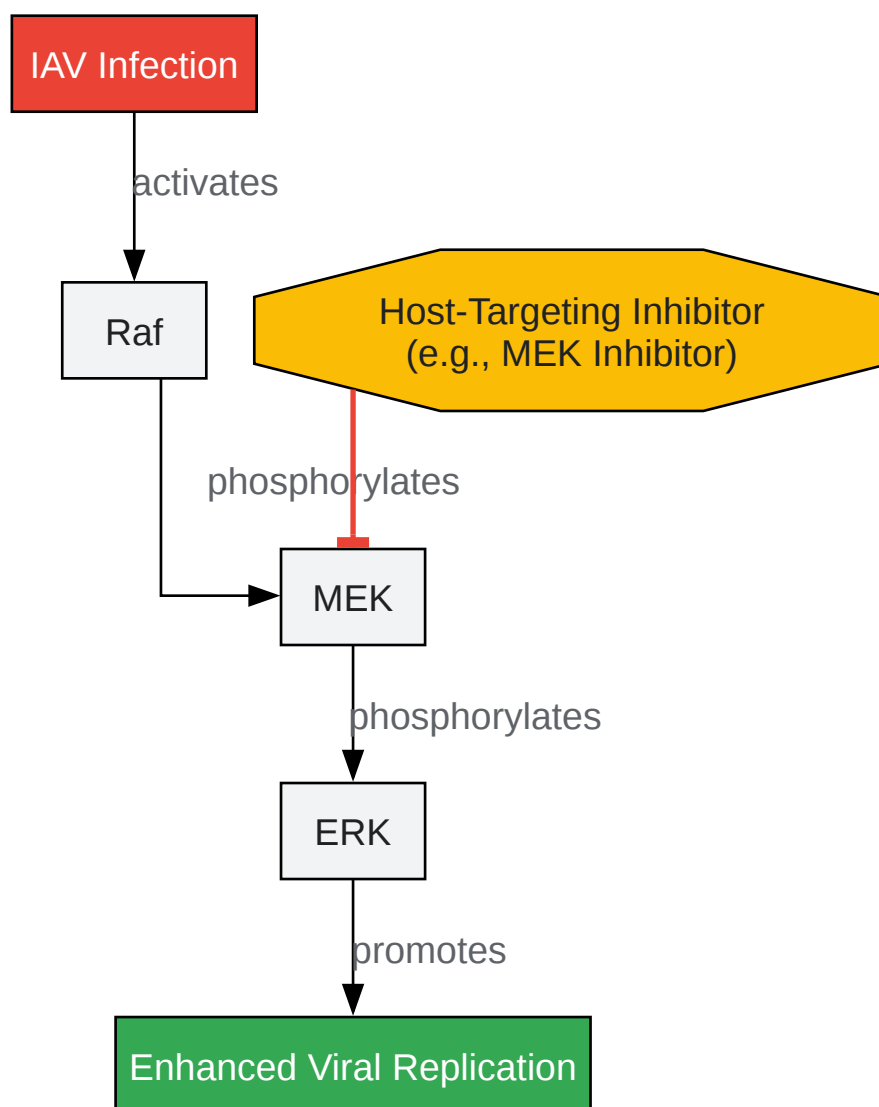 IAV Infection
activates
Raf
Host-Targeting Inhibitor
(e.g., MEK Inhibitor)
phosphorylates
MEK
phosphorylates
ERK
promotes
Enhanced Viral Replication